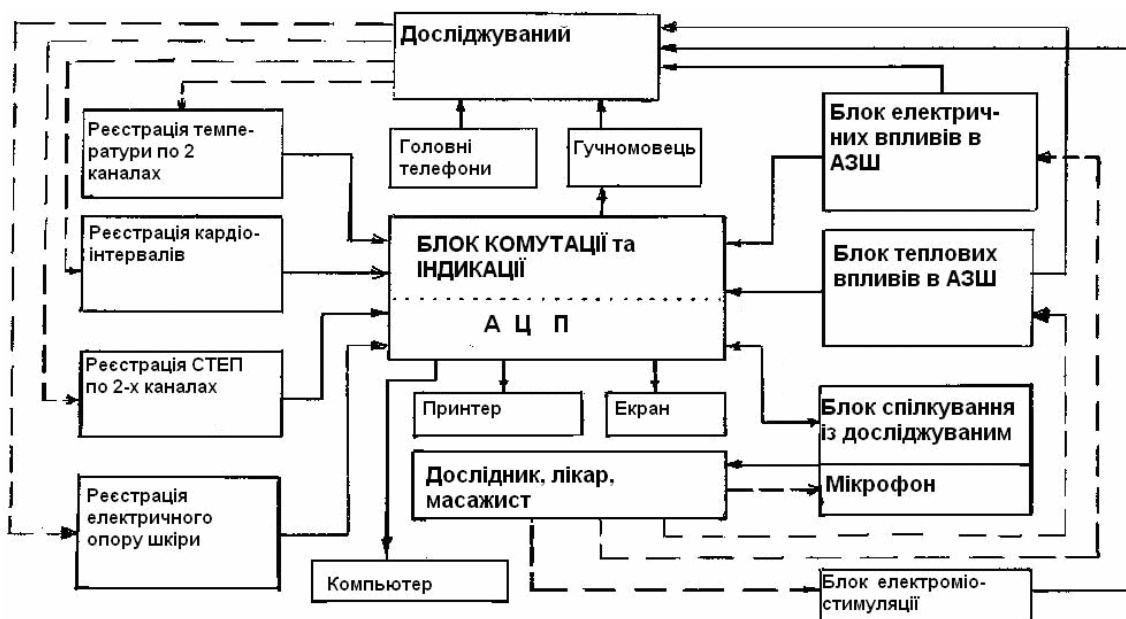 Досліджуваний
Реєстрація темпе-
ратури по 2
каналах
Головні
телефони
Гучномовець
Блок електрич-
них впливів в
АЗШ
Реєстрація кардіо-
інтервалів
БЛОК КОМУТАЦІЇ та
ІНДИКАЦІЇ
А Ц П
Блок теплових
впливів в АЗШ
Реєстрація СТЕП
по 2-х каналах
Принтер
Екран
Блок спілкування
із досліджуваним
Мікрофон
Дослідник, лікар,
масажист
Реєстрація
електричного
опору шкіри
Компьютер
Блок електроміо-
стимуляції